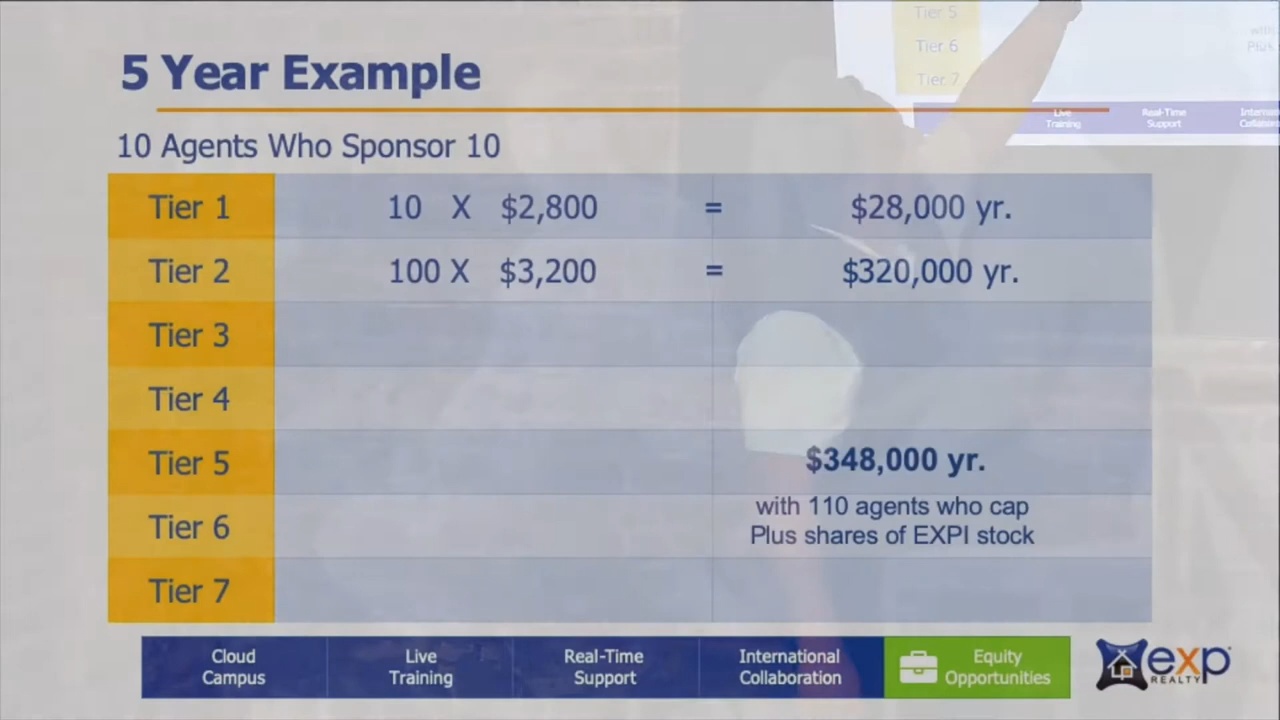 Tier 5
Tier 6
Tier 7
Live Training
Real-Time Support
5 Year Example
10 Agents Who Sponsor 10
Tier 1 10 X $2,800 = $28,000 yr.
Tier 2 100 X $3,200 = $320,000 yr.
Tier 3
Tier 4
Tier 5 $348,000 yr.
Tier 6 with 110 agents who cap
Plus shares of EXPI stock
Tier 7
Cloud Campus
Live Training
Real-Time Support
International Collaboration
Equity Opportunities
exp
REALTY